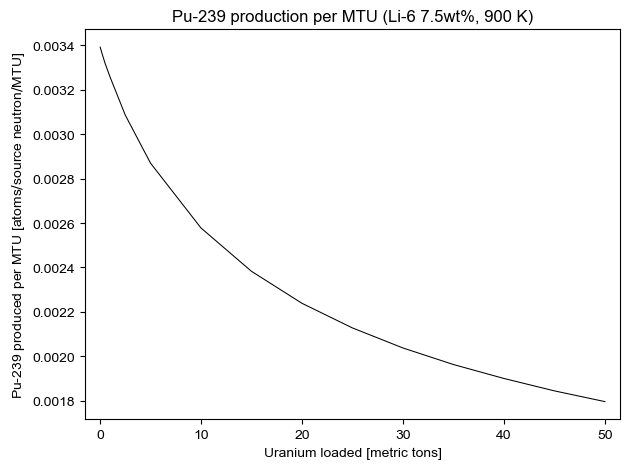 Pu-239 production per MTU (Li-6 7.5wt%, 900 K)
Pu-239 produced per MTU [atoms/source neutron/MTU]
0.0034
0.0032
0.0030
0.0028
0.0026
0.0024
0.0022
0.0020
0.0018
0 10 20 30 40 50
Uranium loaded [metric tons]